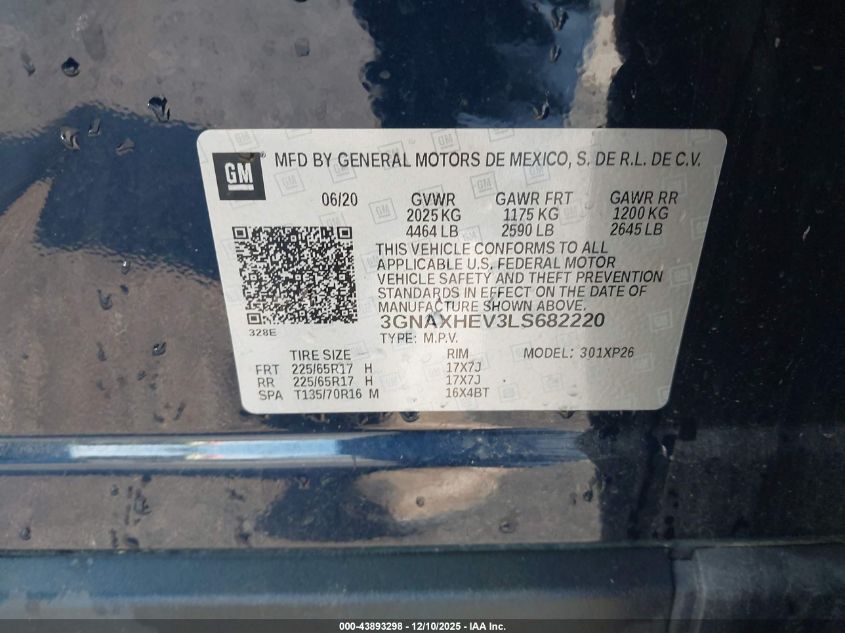 GM
MFD BY GENERAL MOTORS DE MEXICO, S. DE R.L. DE C.V.
06/20 GVWR GAWR FRT GAWR RR
2025 KG 1175 KG 1200 KG
4464 LB 2590 LB 2645 LB
THIS VEHICLE CONFORMS TO ALL
APPLICABLE U.S. FEDERAL MOTOR
VEHICLE SAFETY AND THEFT PREVENTION
STANDARDS IN EFFECT ON THE DATE OF
MANUFACTURE SHOWN ABOVE.
328E
3GNAXHEV3LS682220
TYPE: M.P.V.
TIRE SIZE RIM MODEL: 301XP26
FRT 225/65R17 H 17X7J
RR 225/65R17 H 17X7J
SPA T135/70R16 M 16X4BT
000-43893298 - 12/10/2025 - IAA Inc.